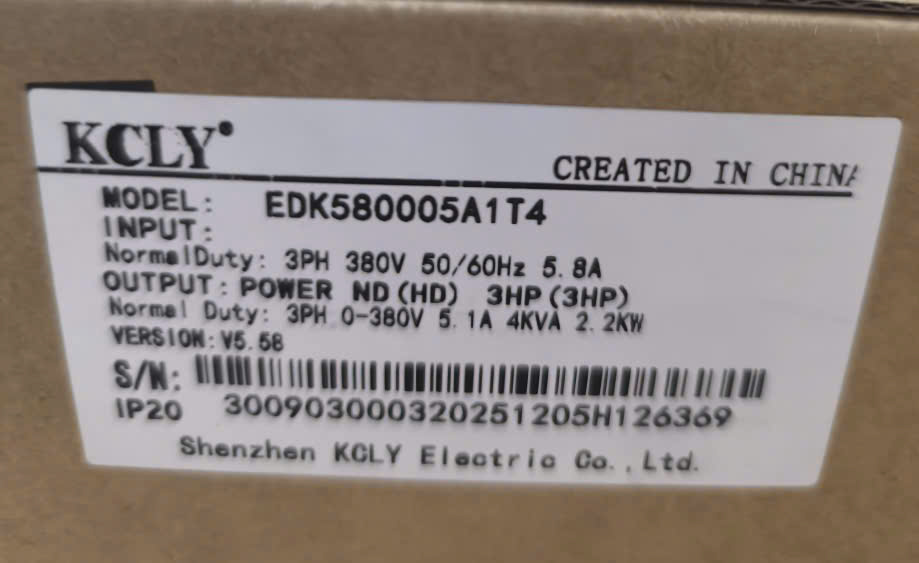 KCLY
CREATED IN CHINA
MODEL: EDK580005A1T4
INPUT:
NormalDuty: 3PH 380V 50/60Hz 5.8A
OUTPUT: POWER ND(HD) 3HP(3HP)
Normal Duty: 3PH 0-380V 5.1A 4KVA 2.2KW
VERSION: V5.58
S/N:
IP20 300903000320251205H126369
Shenzhen KCLY Electric Co.,Ltd.